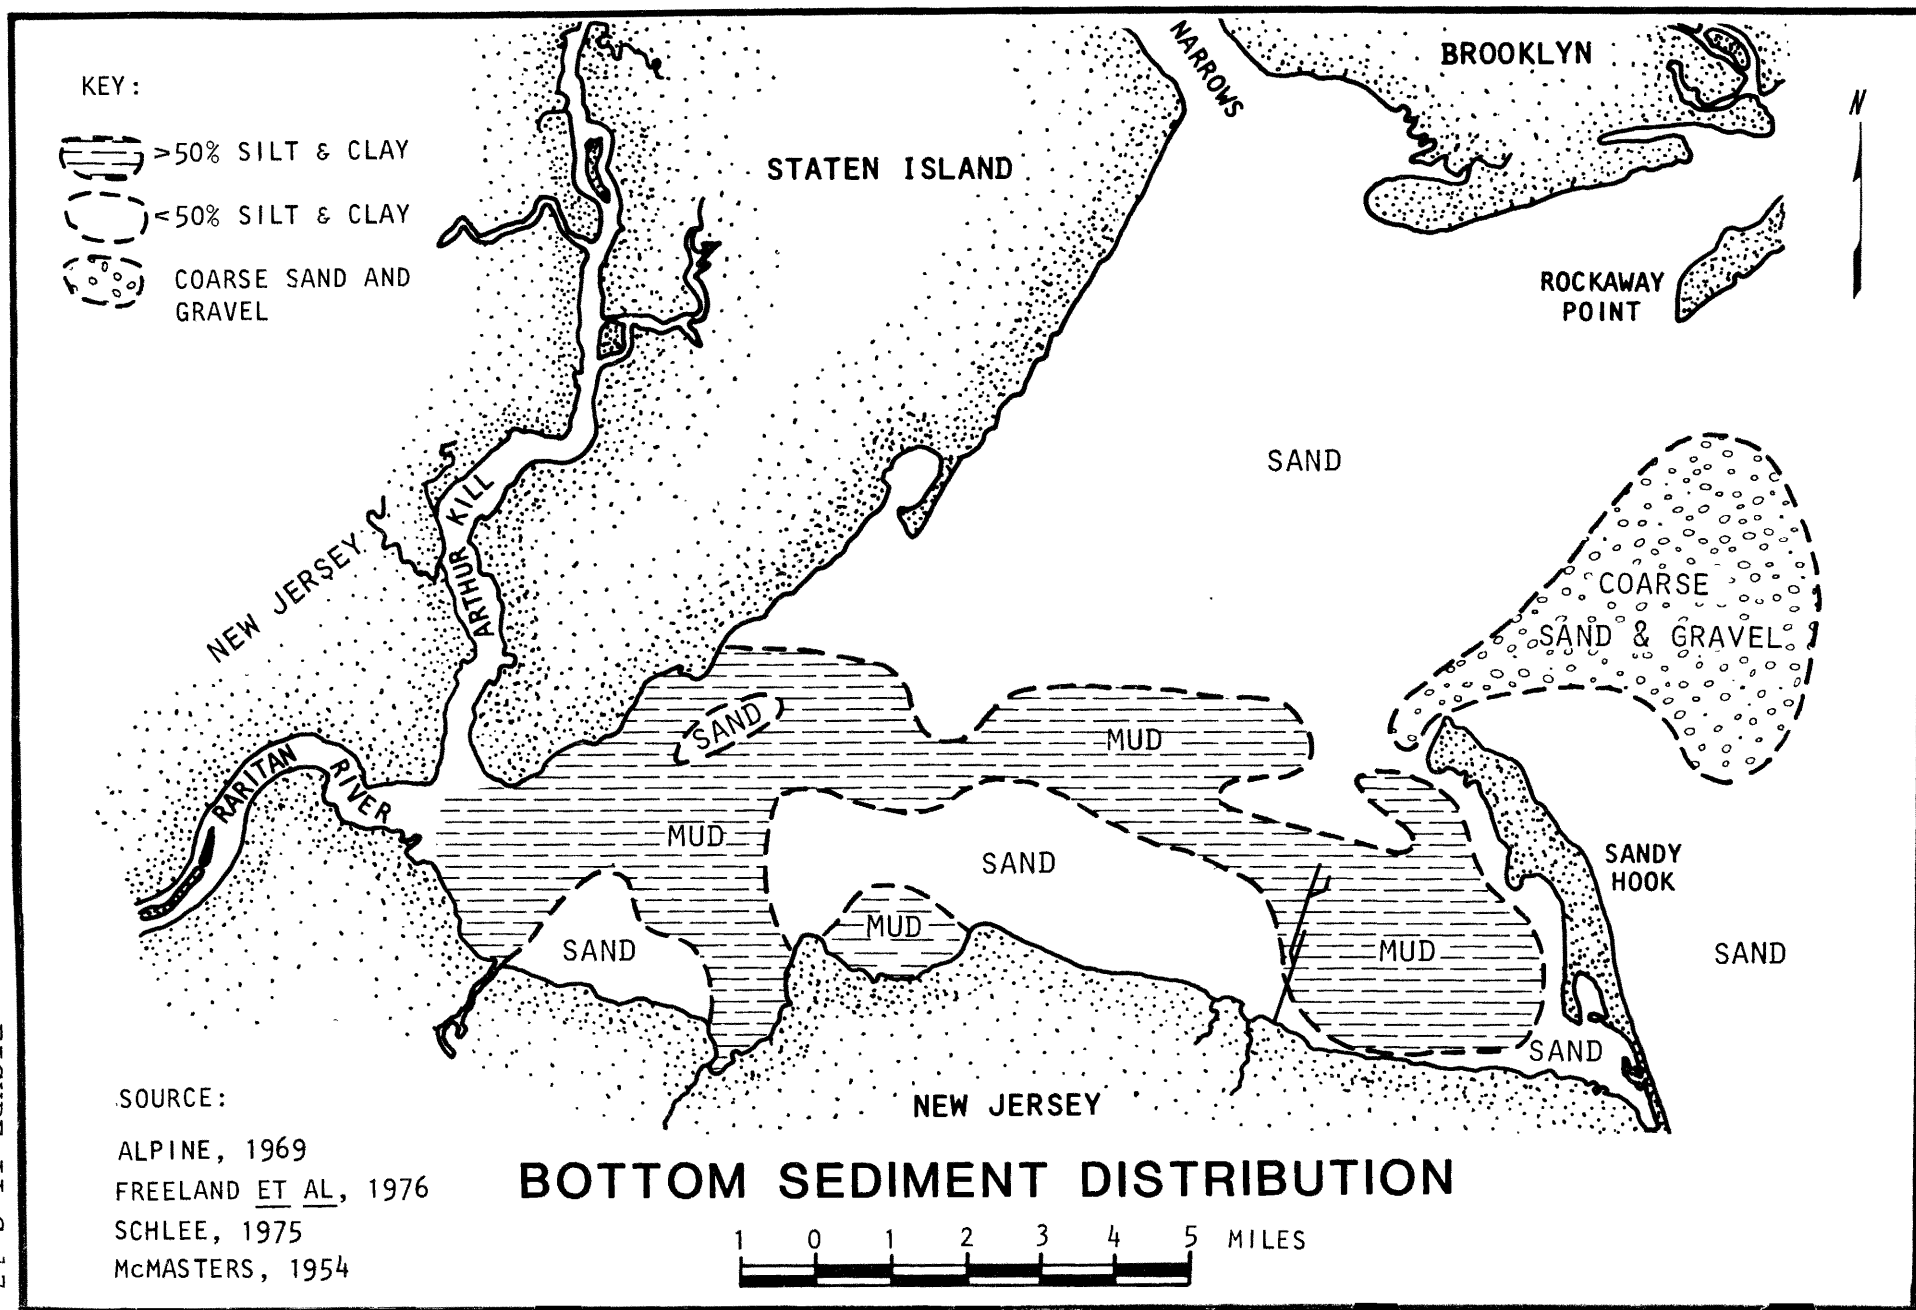 KEY:
>50% SILT & CLAY
<50% SILT & CLAY
COARSE SAND AND
GRAVEL
NARROWS
BROOKLYN
N
STATEN ISLAND
ROCKAWAY
POINT
SAND
ARTHUR KILL
NEW JERSEY
COARSE
SAND & GRAVEL
SAND
MUD
RARITAN RIVER
MUD
SAND
SANDY
HOOK
MUD
SAND
MUD
SAND
SAND
NEW JERSEY
SOURCE:
ALPINE, 1969
FREELAND ET AL, 1976
SCHLEE, 1975
McMASTERS, 1954
BOTTOM SEDIMENT DISTRIBUTION
1 0 1 2 3 4 5 MILES